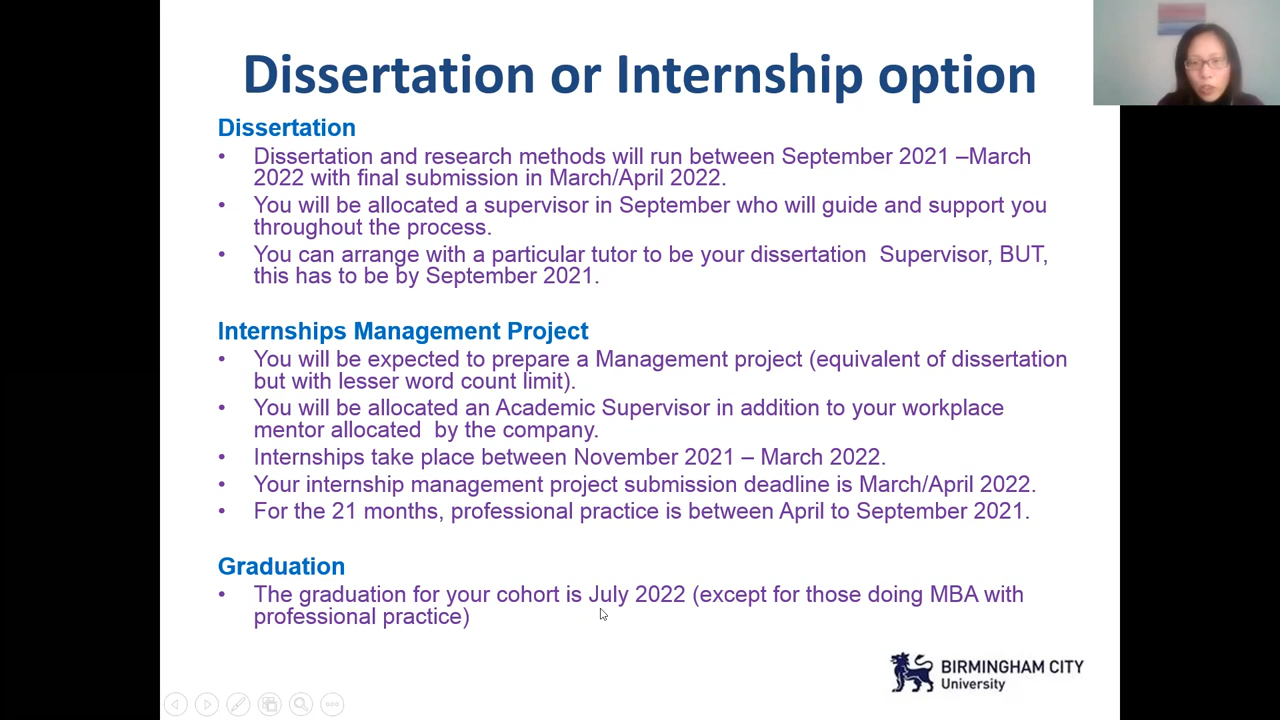 Dissertation or Internship option
Dissertation
• Dissertation and research methods will run between September 2021 –March
2022 with final submission in March/April 2022.
• You will be allocated a supervisor in September who will guide and support you
throughout the process.
• You can arrange with a particular tutor to be your dissertation  Supervisor, BUT,
this has to be by September 2021.
Internships Management Project
• You will be expected to prepare a Management project (equivalent of dissertation
but with lesser word count limit).
• You will be allocated an Academic Supervisor in addition to your workplace
mentor allocated  by the company.
• Internships take place between November 2021 – March 2022.
• Your internship management project submission deadline is March/April 2022.
• For the 21 months, professional practice is between April to September 2021.
Graduation
• The graduation for your cohort is July 2022 (except for those doing MBA with
professional practice)
BIRMINGHAM CITY
University